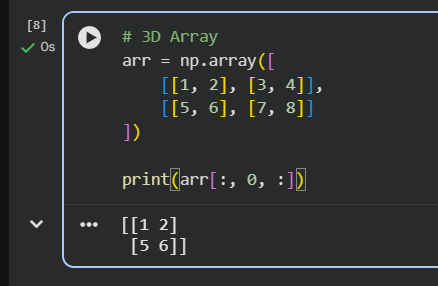 [8]
0s
# 3D Array
arr = np.array([
    [[1, 2], [3, 4]],
    [[5, 6], [7, 8]]
])
print(arr[:, 0, :])
[[1 2]
 [5 6]]